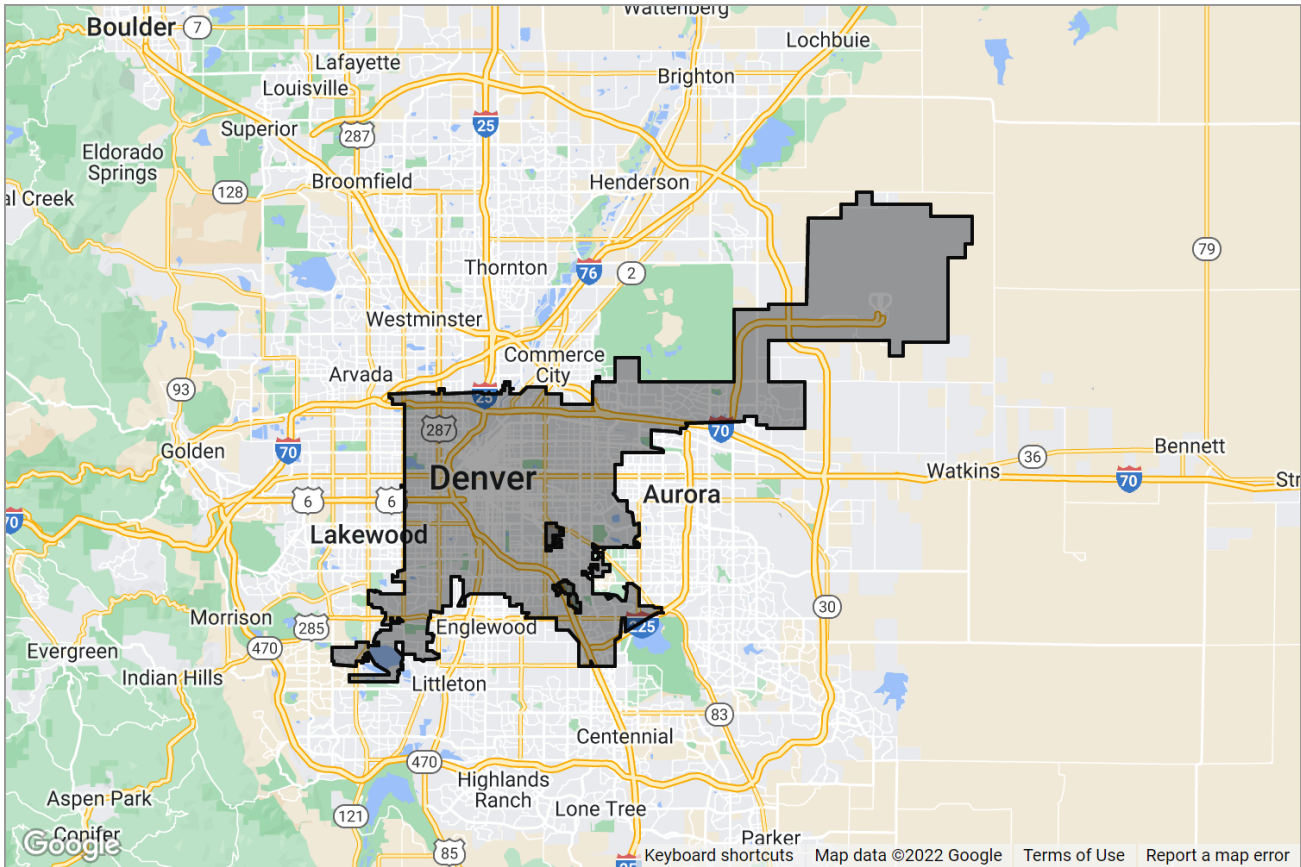 Wattenberg
Boulder
7
Lochbuie
Lafayette
Brighton
Louisville
25
Superior
287
Eldorado
Springs
Broomfield
Henderson
128
al Creek
79
Thornton
76
2
Westminster
Commerce
City
Arvada
93
25
287
70
70
Golden
Bennett
36
Watkins
70
Str
Denver
Aurora
6
6
70
Lakewood
30
Morrison
285
Englewood
225
470
Evergreen
Indian Hills
Littleton
83
Centennial
470
Highlands
Ranch
Aspen Park
Lone Tree
121
Conifer
Parker
85
Google
Keyboard shortcuts
Map data ©2022 Google
Terms of Use
Report a map error